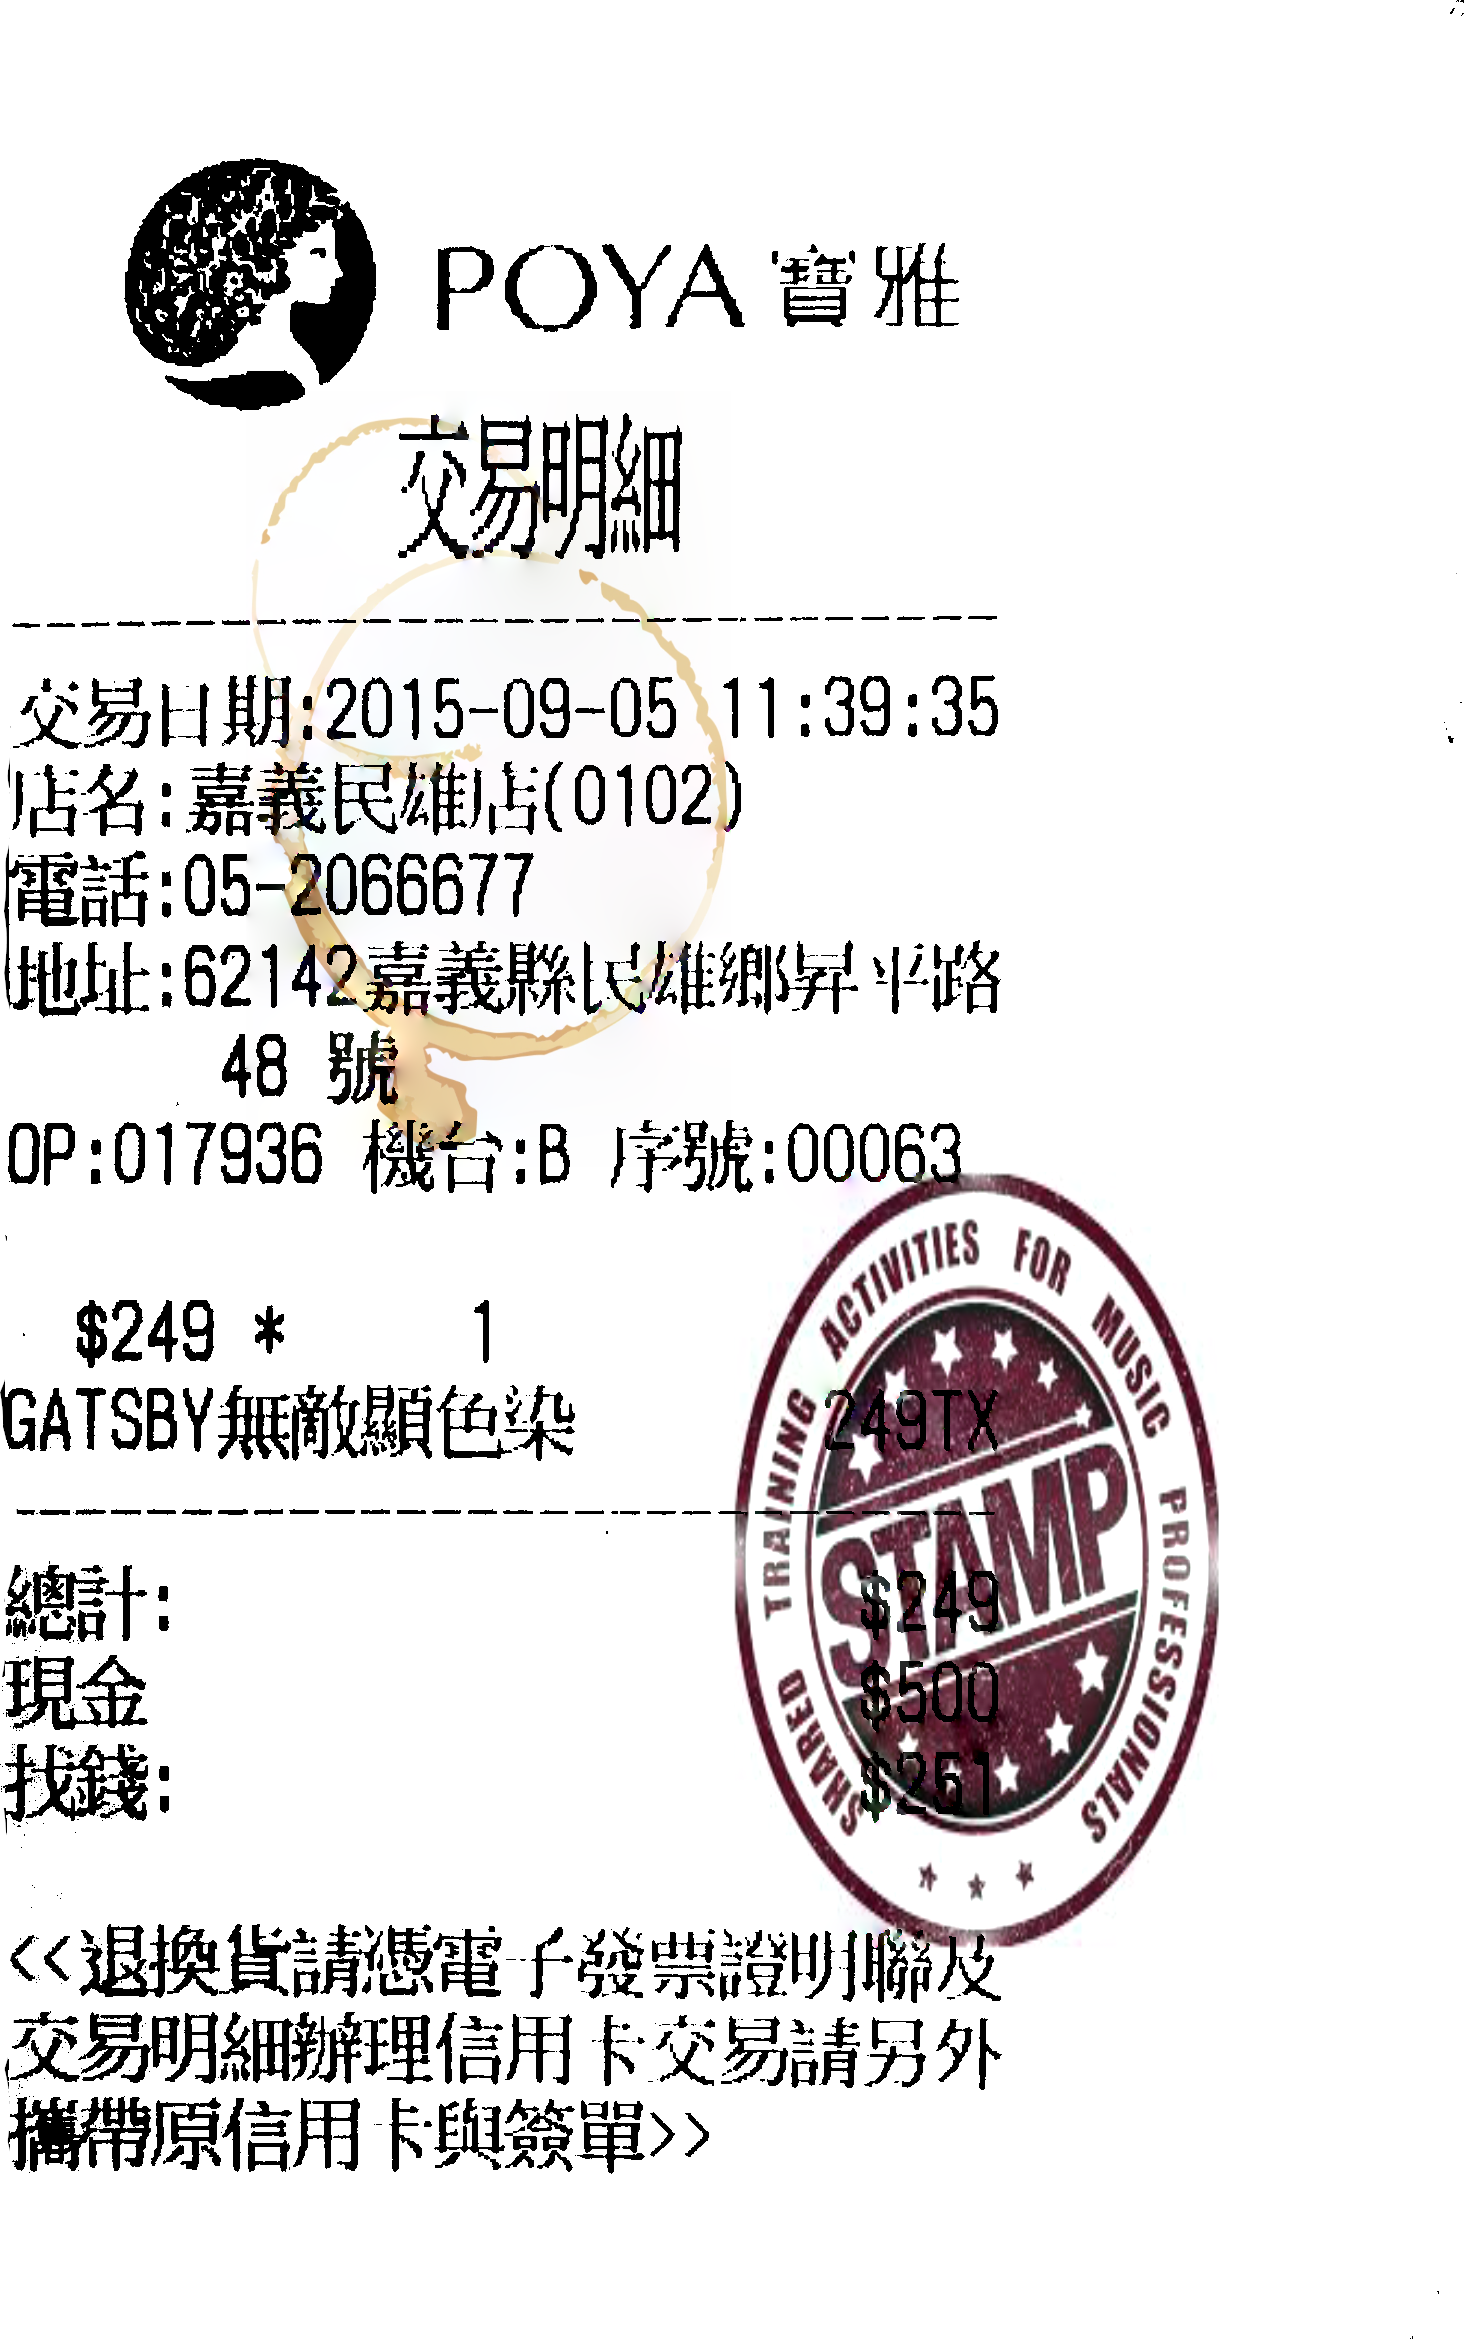 POYA 寶雅
交易明細
交易日期:2015-09-05 11:39:35
店名:嘉義民雄店(0102)
電話:05-2066677
地址:62142嘉義縣民雄鄉昇平路
48 號
OP:017936 機台:B 序號:00063
$249 * 1
GATSBY無敵顯色染 249TX
總計: $249
現金 $500
找錢: $251
<<退換貨請憑電子發票證明聯及
交易明細辦理信用卡交易請另外
攜帶原信用卡與簽單>>
SHARED TRAINING ACTIVITIES FOR MUSIC PROFESSIONALS
STAMP